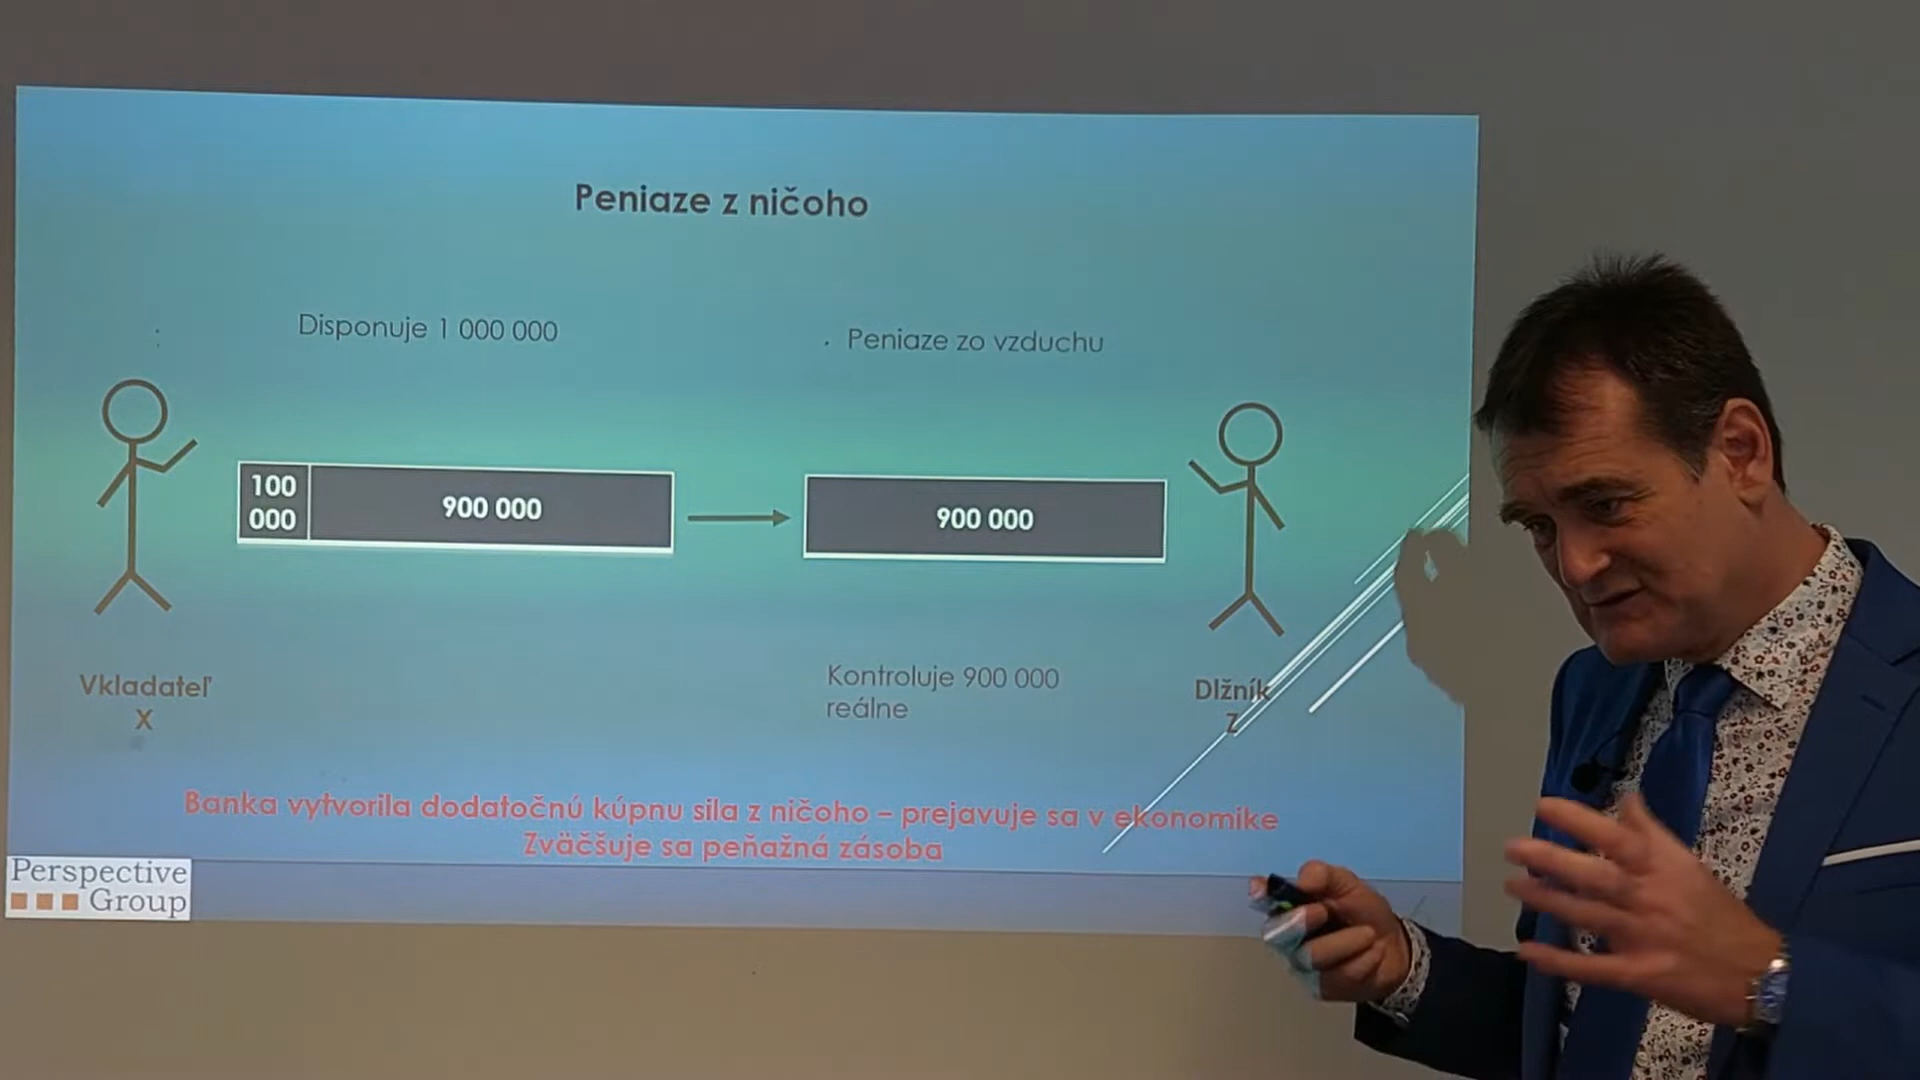 Peniaze z ničoho
Disponuje 1 000 000
Peniaze zo vzduchu
100
000
900 000
900 000
Vkladateľ
X
Kontroluje 900 000
reálne
Dlžník
Z
Banka vytvorila dodatočnú kúpnu sila z ničoho – prejavuje sa v ekonomike
Zväčšuje sa peňažná zásoba
Perspective
Group